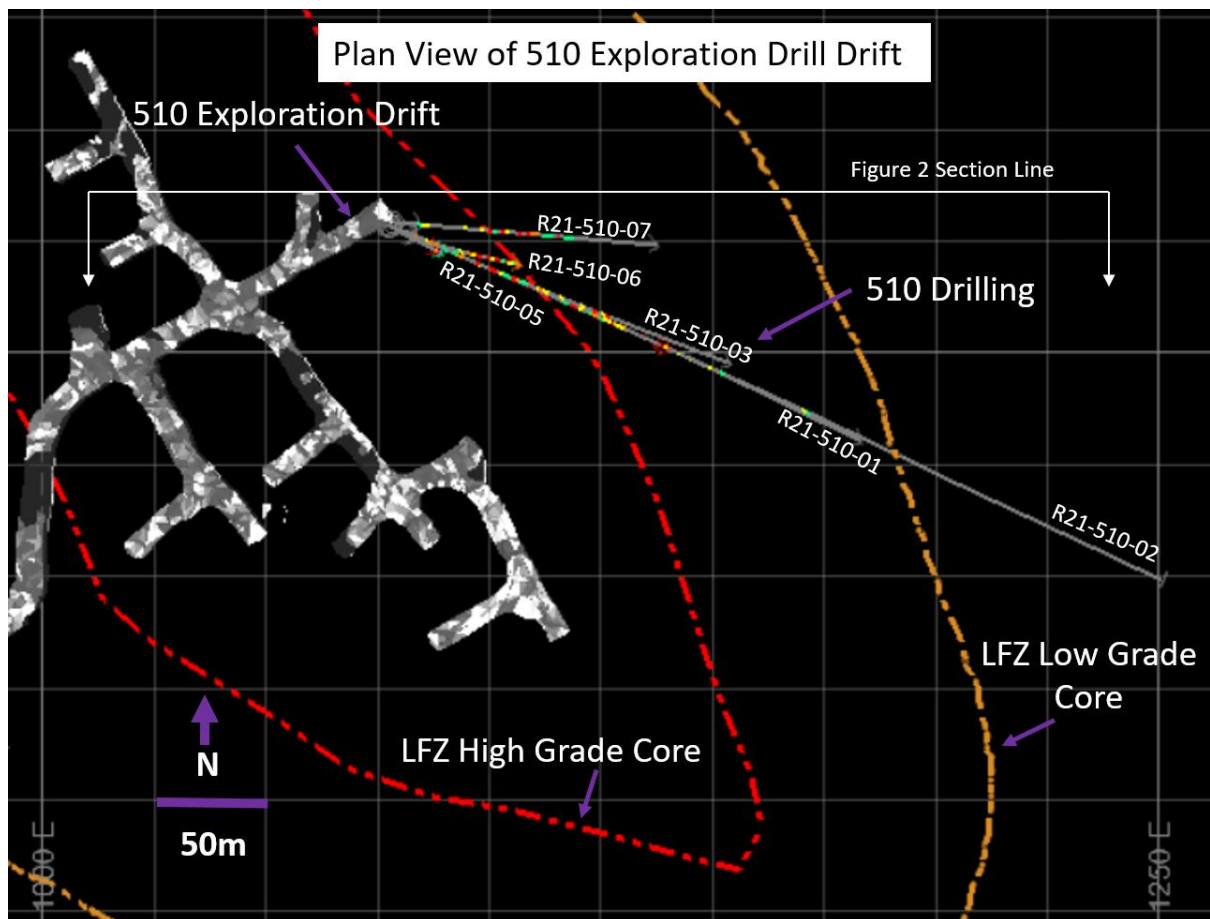 Plan View of 510 Exploration Drill Drift
510 Exploration Drift
Figure 2 Section Line
R21-510-07
R21-510-06
R21-510-05
510 Drilling
R21-510-03
R21-510-01
R21-510-02
LFZ Low Grade
Core
LFZ High Grade Core
N
50m
1000 E
1250 E